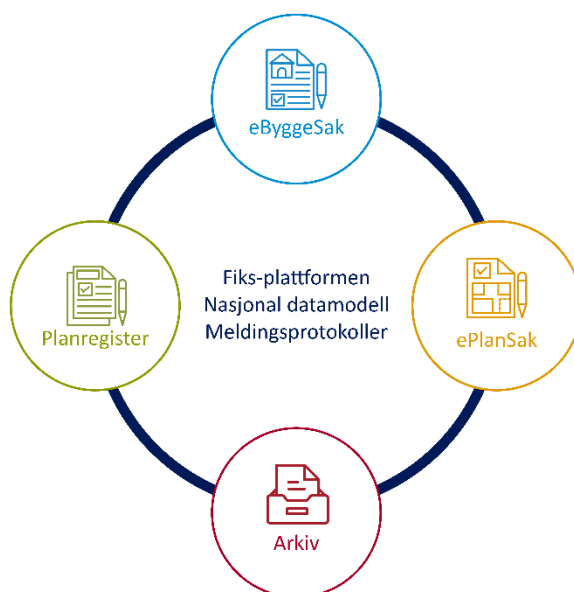 eByggeSak
Planregister
Fiks-plattformen
Nasjonal datamodell
Meldingsprotokoller
ePlanSak
Arkiv